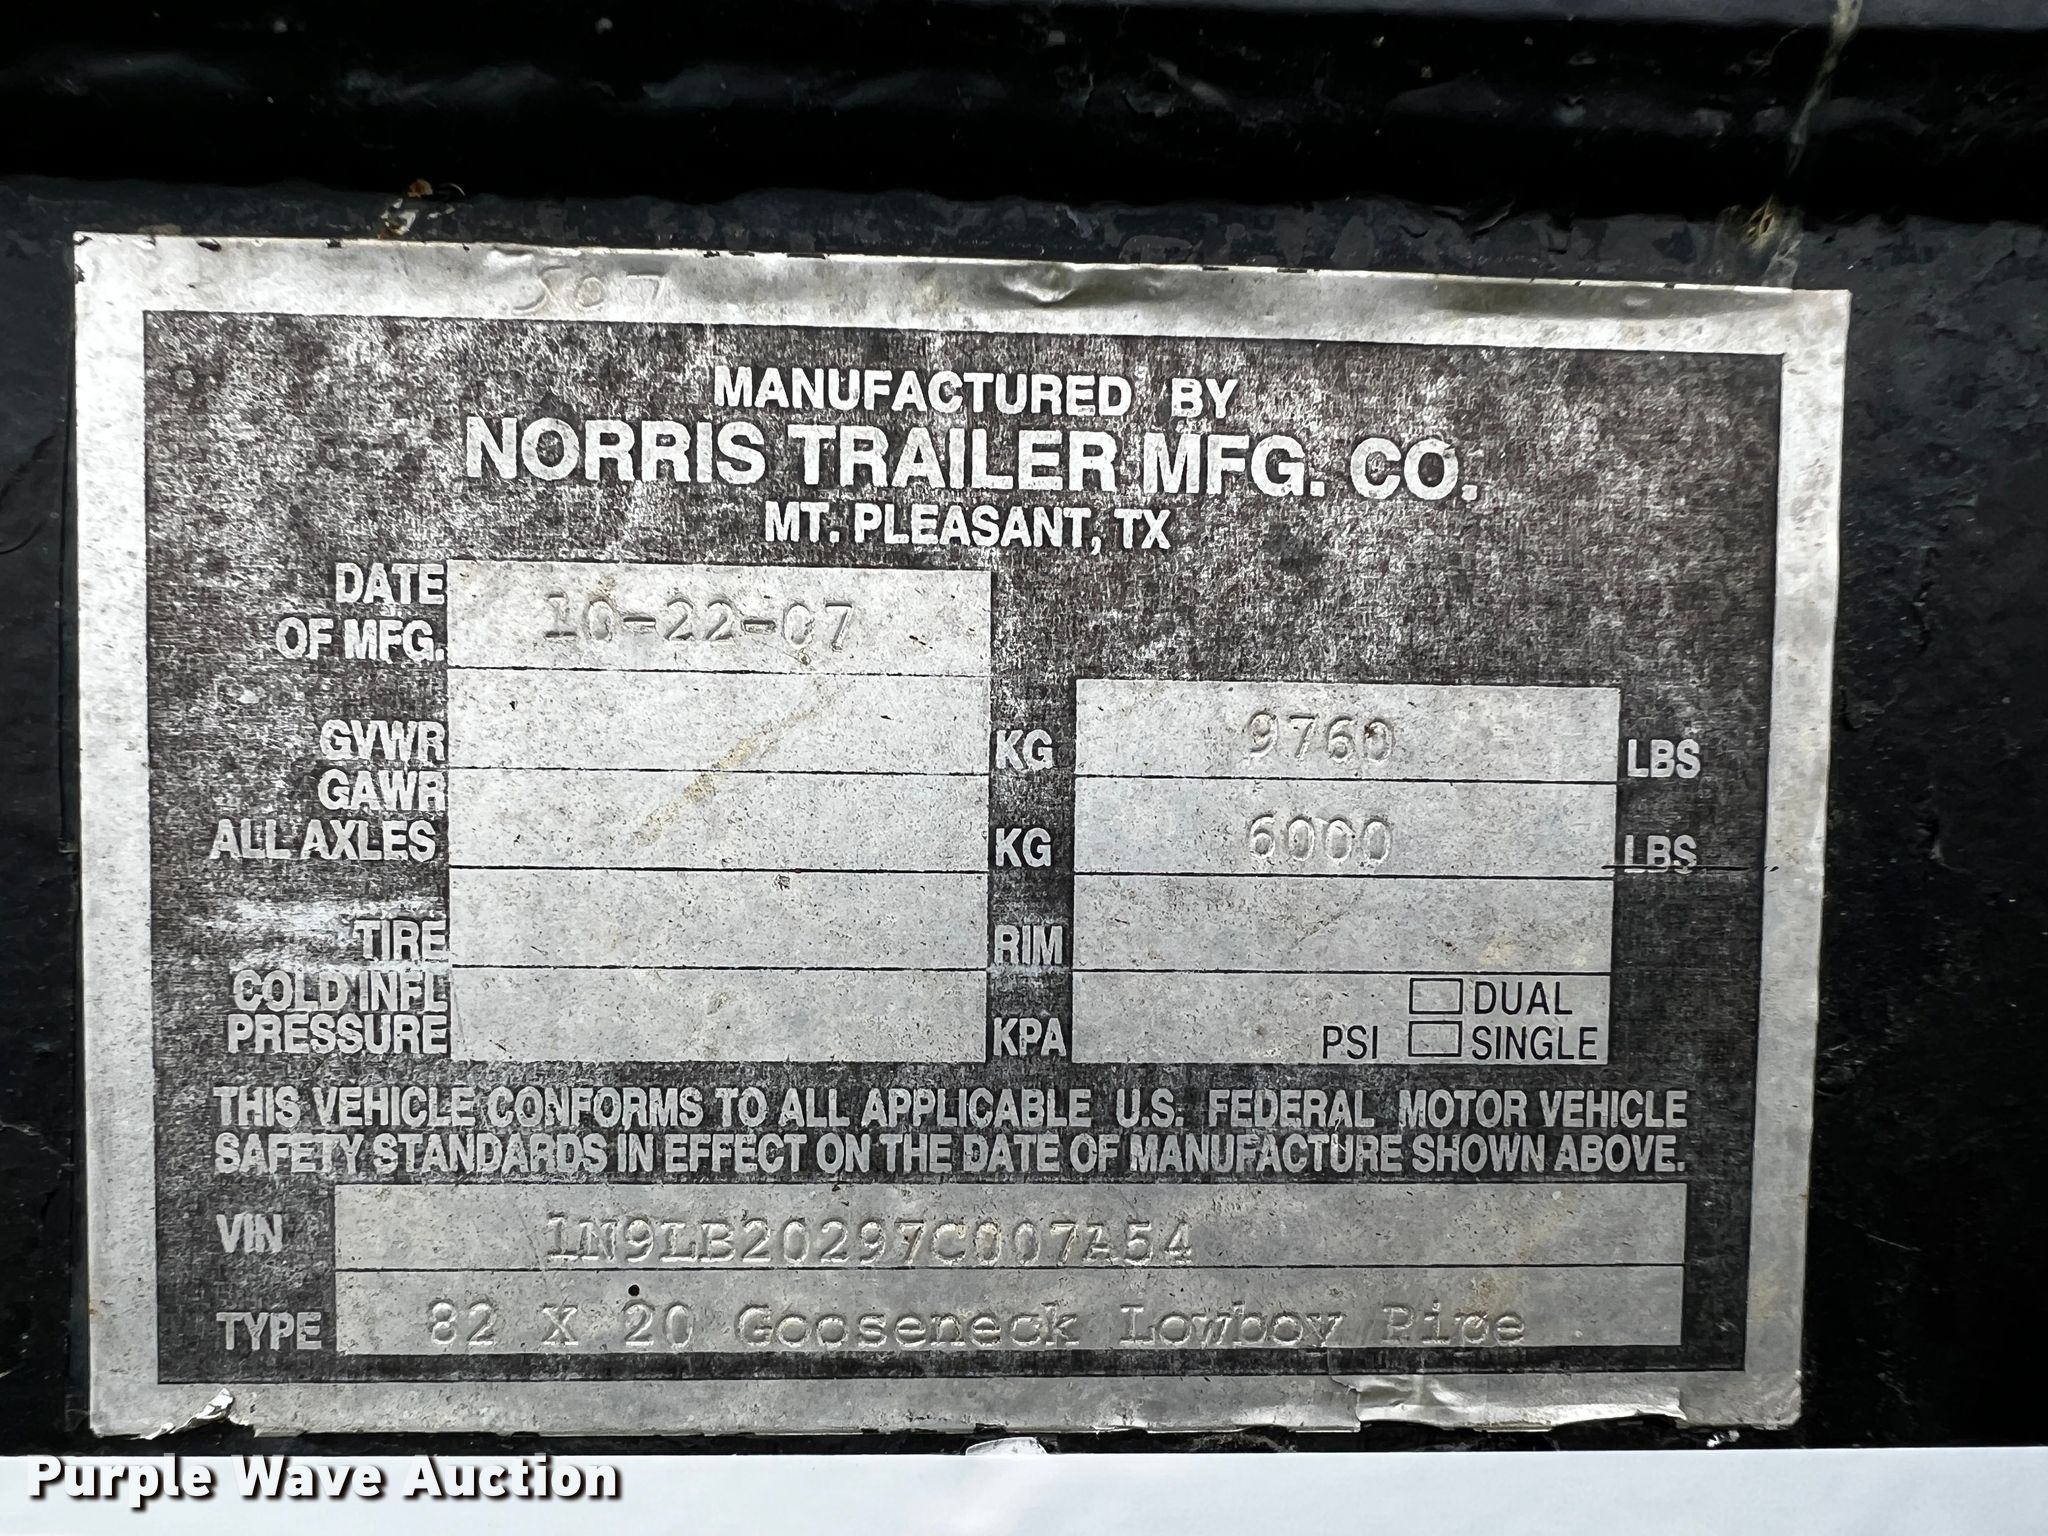 507
MANUFACTURED BY
NORRIS TRAILER MFG. CO.
MT. PLEASANT, TX
DATE
OF MFG. 10-22-07
GVWR KG 9760 LBS
GAWR
ALL AXLES KG 6000 LBS
TIRE RIM
COLD INFL
PRESSURE KPA PSI
DUAL
SINGLE
THIS VEHICLE CONFORMS TO ALL APPLICABLE U.S. FEDERAL MOTOR VEHICLE
SAFETY STANDARDS IN EFFECT ON THE DATE OF MANUFACTURE SHOWN ABOVE.
VIN 1N9LB20297C007A54
TYPE 82 X 20 Gooseneck Lowboy Pipe
Purple Wave Auction